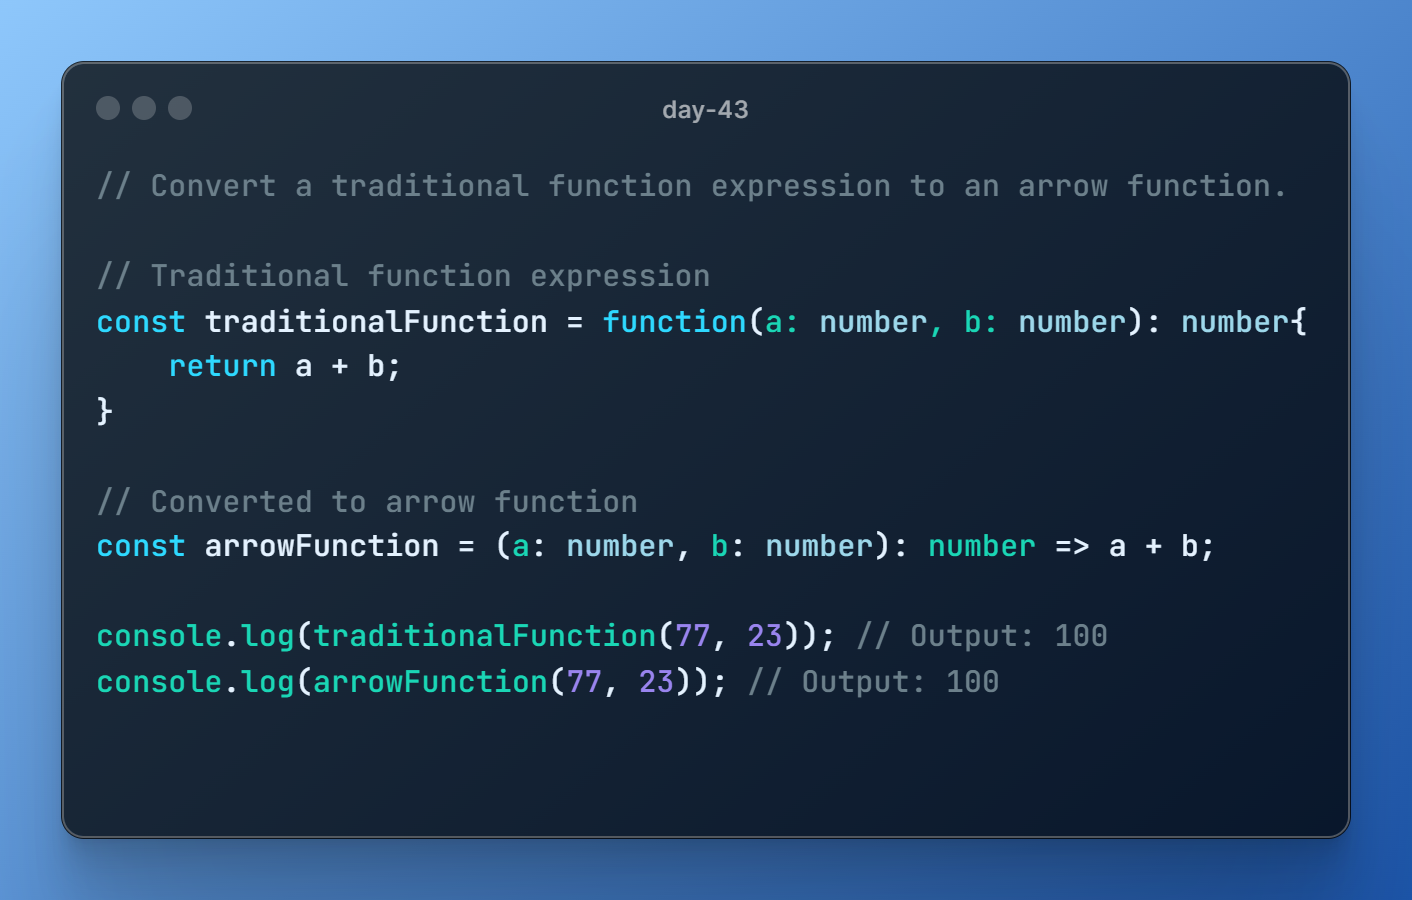 day-43
// Convert a traditional function expression to an arrow function.
// Traditional function expression
const traditionalFunction = function(a: number, b: number): number{
    return a + b;
}
// Converted to arrow function
const arrowFunction = (a: number, b: number): number => a + b;
console.log(traditionalFunction(77, 23)); // Output: 100
console.log(arrowFunction(77, 23)); // Output: 100